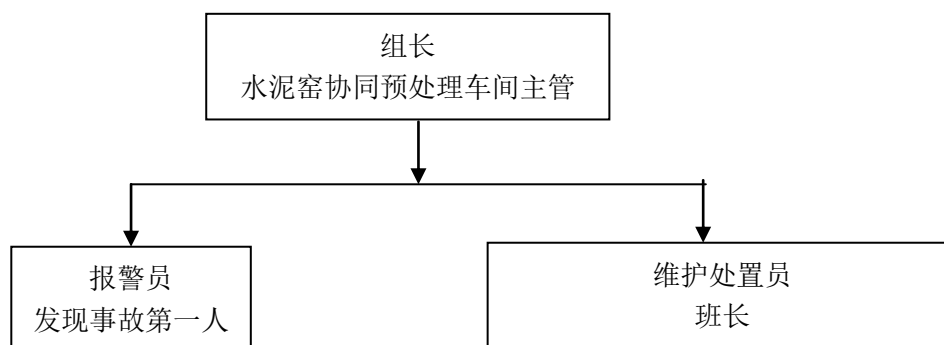 组长
水泥窑协同预处理车间主管
报警员
发现事故第一人
维护处置员
班长